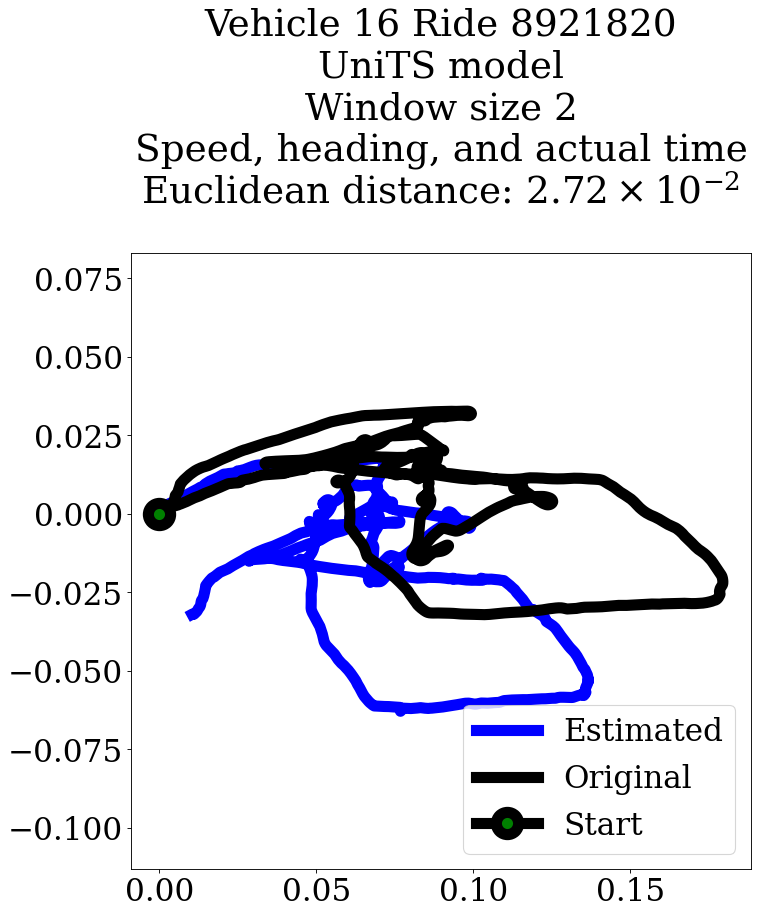 Vehicle 16 Ride 8921820
UniTS model
Window size 2
Speed, heading, and actual time
Euclidean distance: 2.72 × 10⁻²
0.075
0.050
0.025
0.000
−0.025
−0.050
−0.075
−0.100
0.00 0.05 0.10 0.15
Estimated
Original
Start